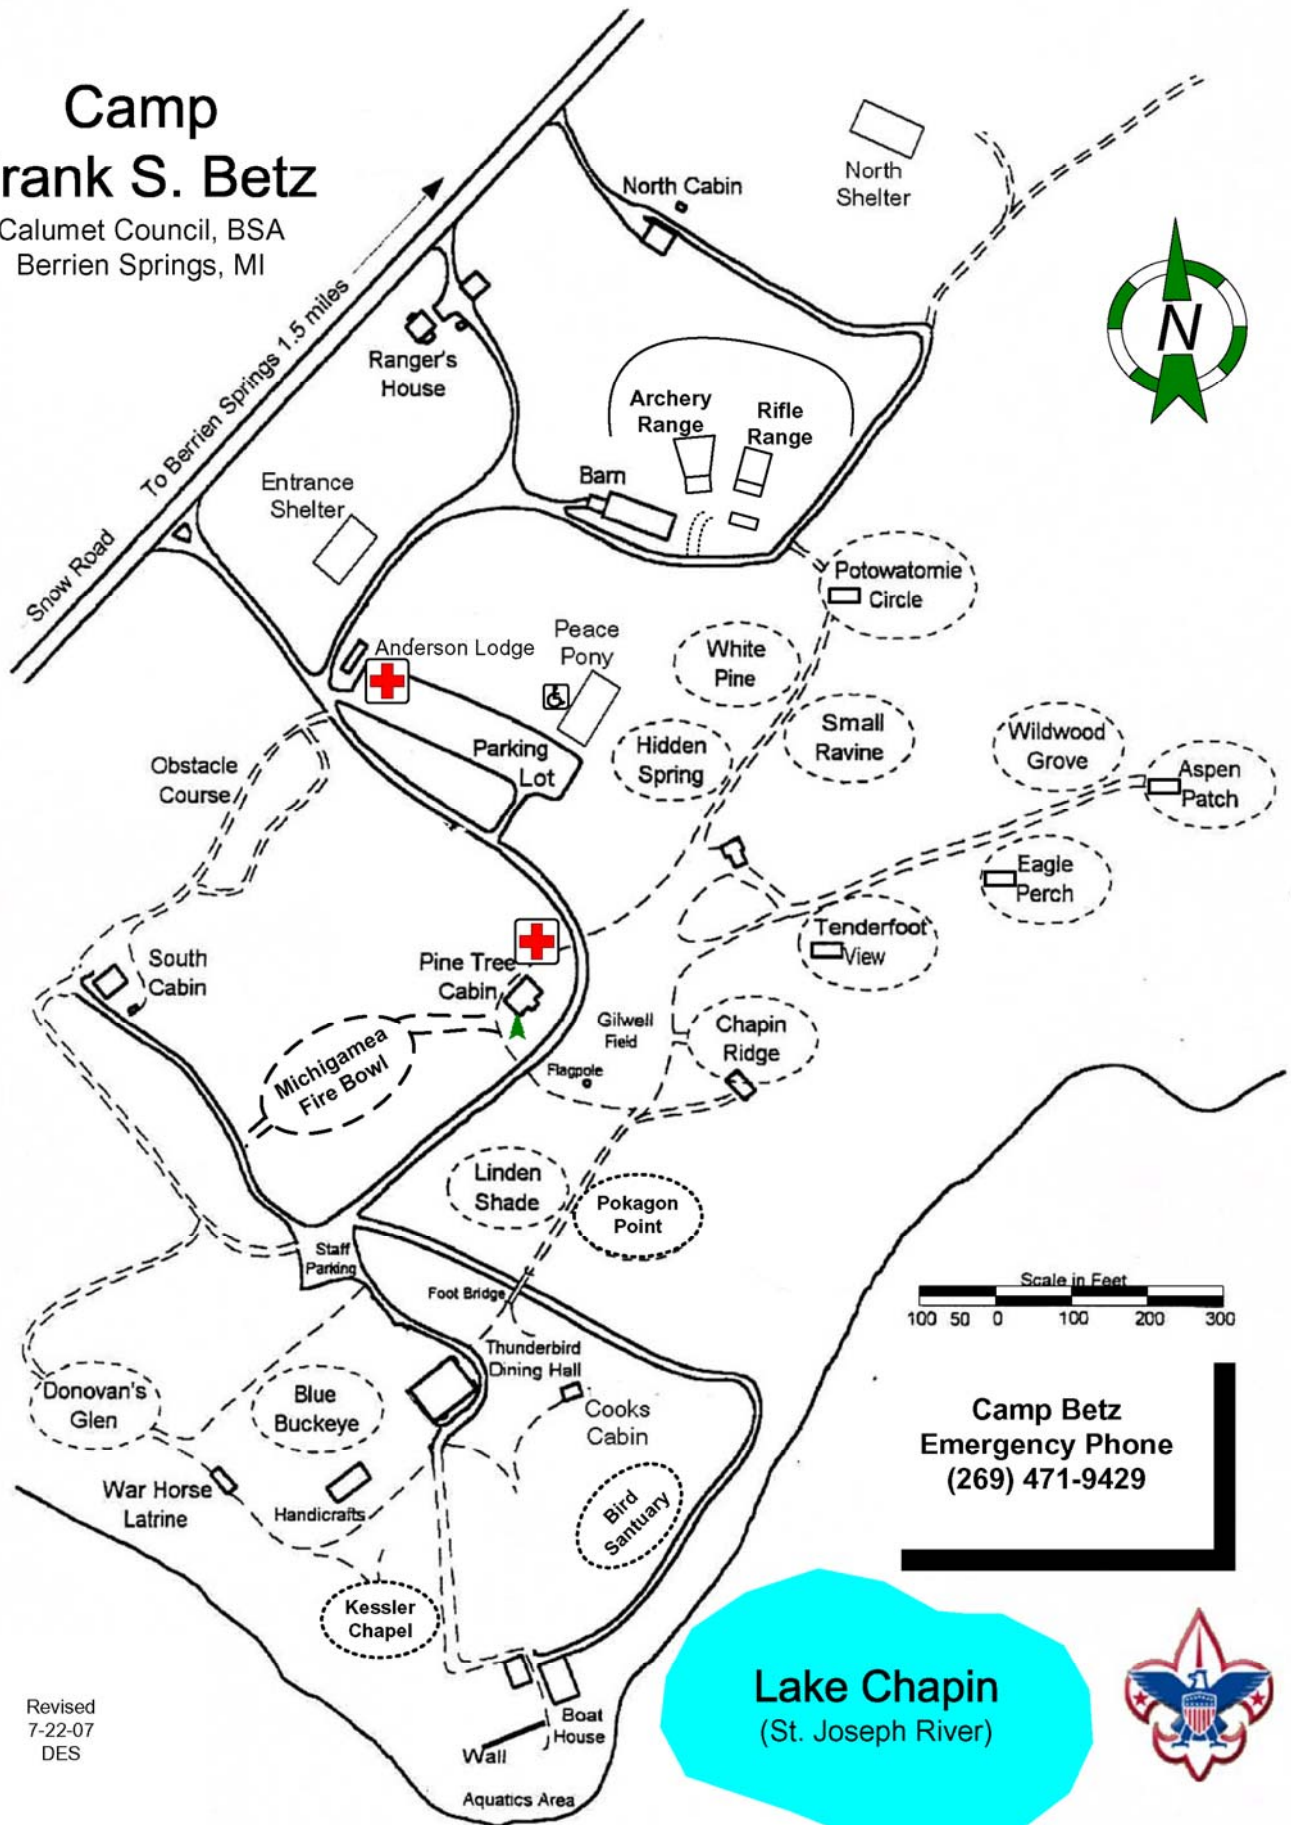 Camp
rank S. Betz
Calumet Council, BSA
Berrien Springs, MI
To Berrien Springs 1.5 miles
Snow Road
North Cabin
North
Shelter
N
Ranger's
House
Archery
Range
Rifle
Range
Barn
Entrance
Shelter
Potowatomie
Circle
Anderson Lodge
Peace
Pony
White
Pine
Small
Ravine
Hidden
Spring
Parking
Lot
Wildwood
Grove
Aspen
Patch
Obstacle
Course
Eagle
Perch
Tenderfoot
View
South
Cabin
Pine Tree
Cabin
Gilwell
Field
Chapin
Ridge
Michigamea
Fire Bowl
Flagpole
Linden
Shade
Pokagon
Point
Staff
Parking
Foot Bridge
Scale in Feet
100 50 0 100 200 300
Thunderbird
Dining Hall
Donovan's
Glen
Blue
Buckeye
Cooks
Cabin
Camp Betz
Emergency Phone
(269) 471-9429
War Horse
Latrine
Handicrafts
Bird
Santuary
Kessler
Chapel
Lake Chapin
(St. Joseph River)
Boat
House
Wall
Aquatics Area
Revised
7-22-07
DES